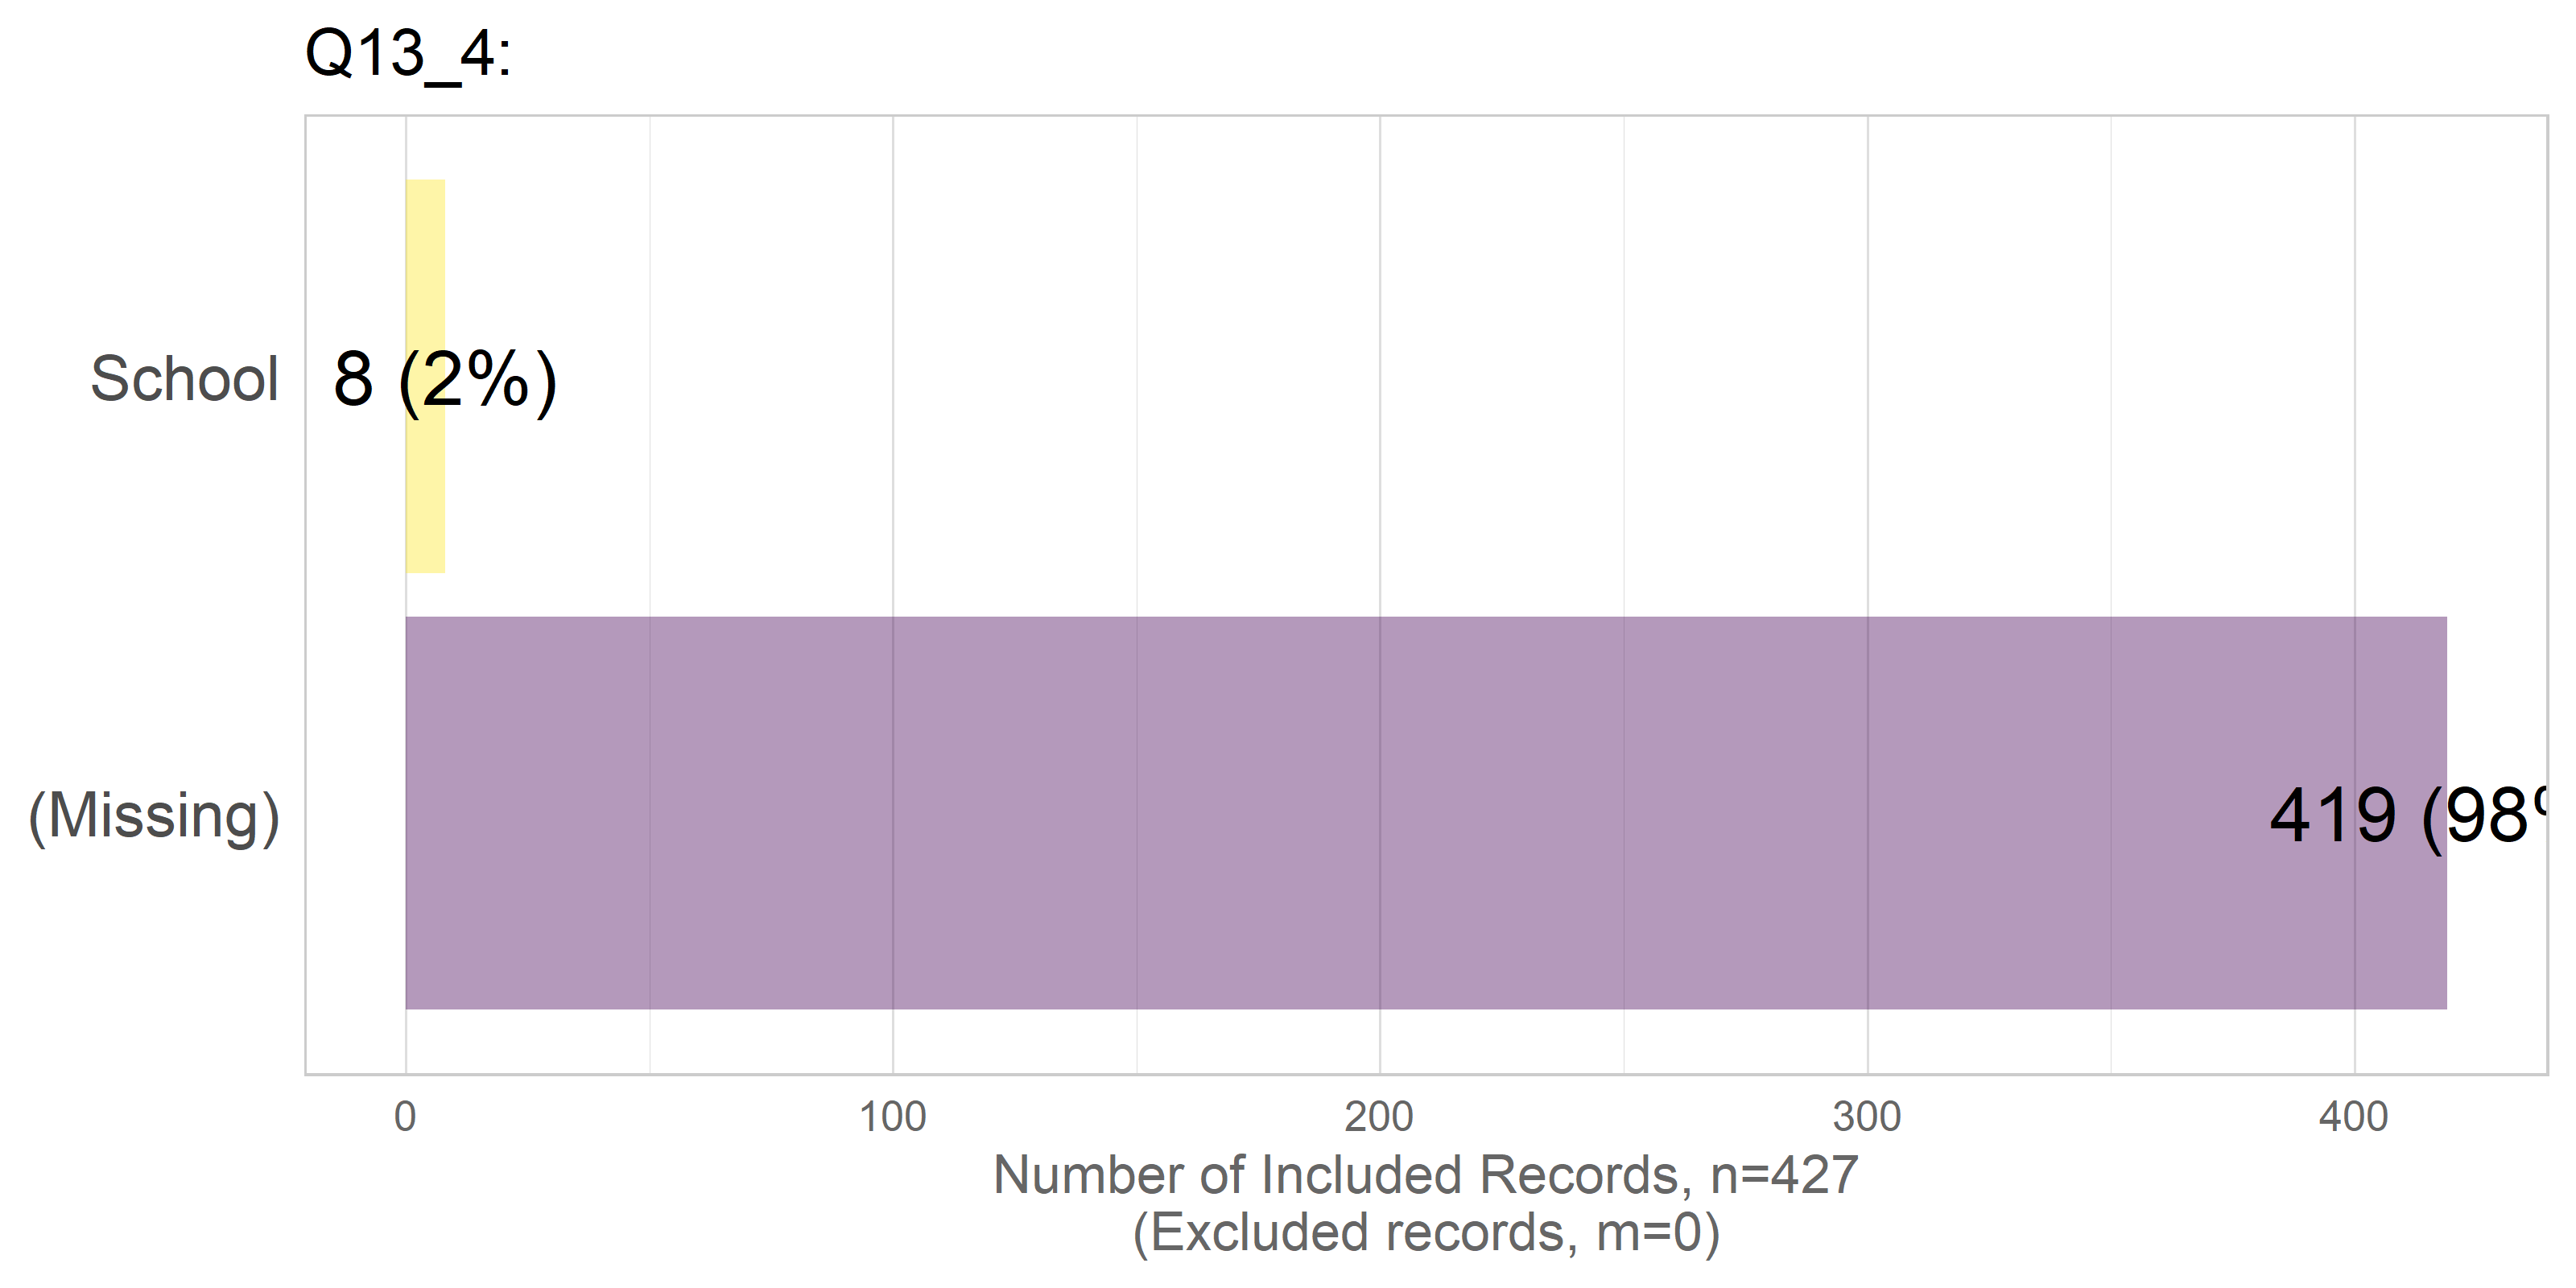 Q13_4:
School
8 (2%)
(Missing)
419 (98
0 100 200 300 400
Number of Included Records, n=427
(Excluded records, m=0)